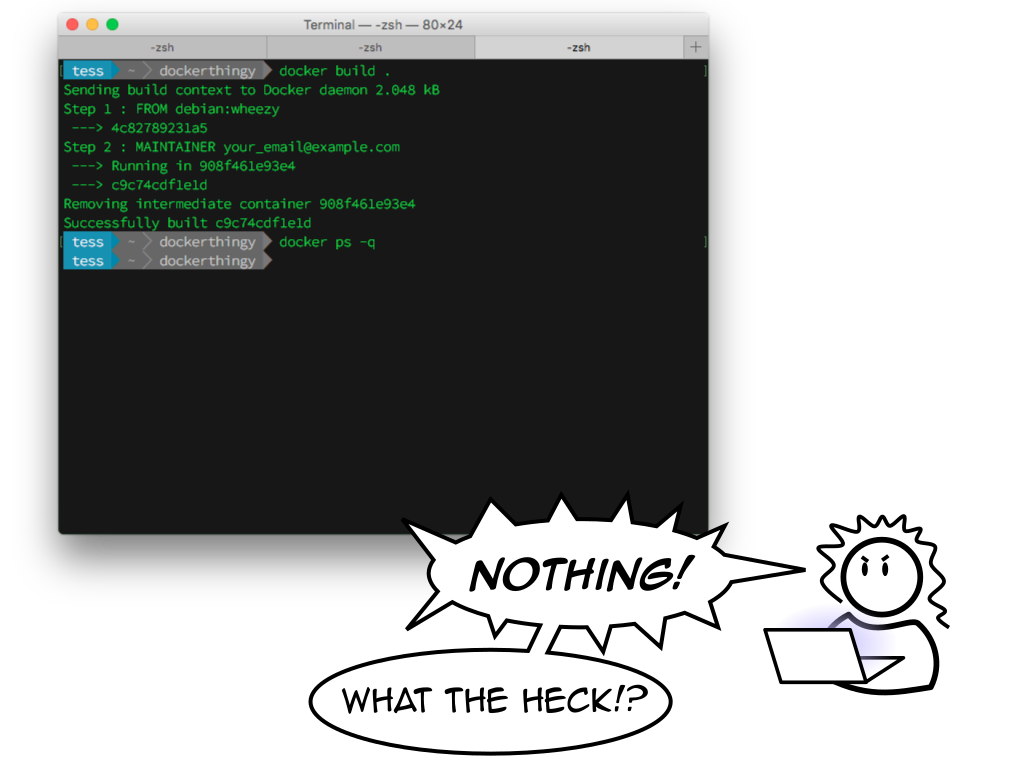 Terminal — -zsh — 80×24
-zsh -zsh -zsh +
[ tess ~ dockerthingy docker build . ]
Sending build context to Docker daemon 2.048 kB
Step 1 : FROM debian:wheezy
---> 4c82789231a5
Step 2 : MAINTAINER your_email@example.com
---> Running in 908f461e93e4
---> c9c74cdf1e1d
Removing intermediate container 908f461e93e4
Successfully built c9c74cdf1e1d
[ tess ~ dockerthingy docker ps -q ]
tess ~ dockerthingy
NOTHING!
WHAT THE HECK!?